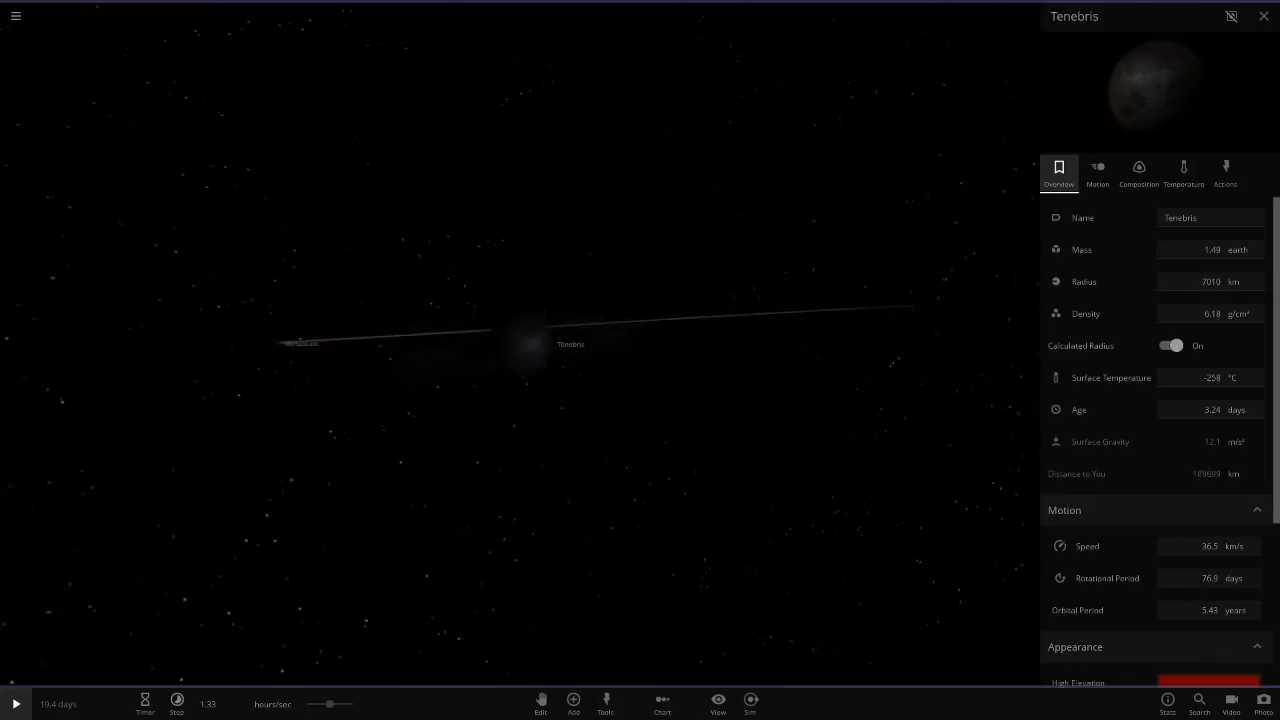 Tenebris
Overview
Motion
Composition
Temperature
Actions
Name Tenebris
Mass 1.49 earth
Radius 7010 km
Density 6.18 g/cm³
Calculated Radius On
Surface Temperature -258 °C
Age 3.24 days
Surface Gravity 12.1 m/s²
Distance to You 188699 km
Motion
Speed 36.5 km/s
Rotational Period 76.9 days
Orbital Period 5.43 years
Appearance
High Elevation
Tenebris
19.4 days
Timer
Step
1.33 hours/sec
Edit
Add
Tools
Chart
View
Sim
Stats
Search
Video
Photo